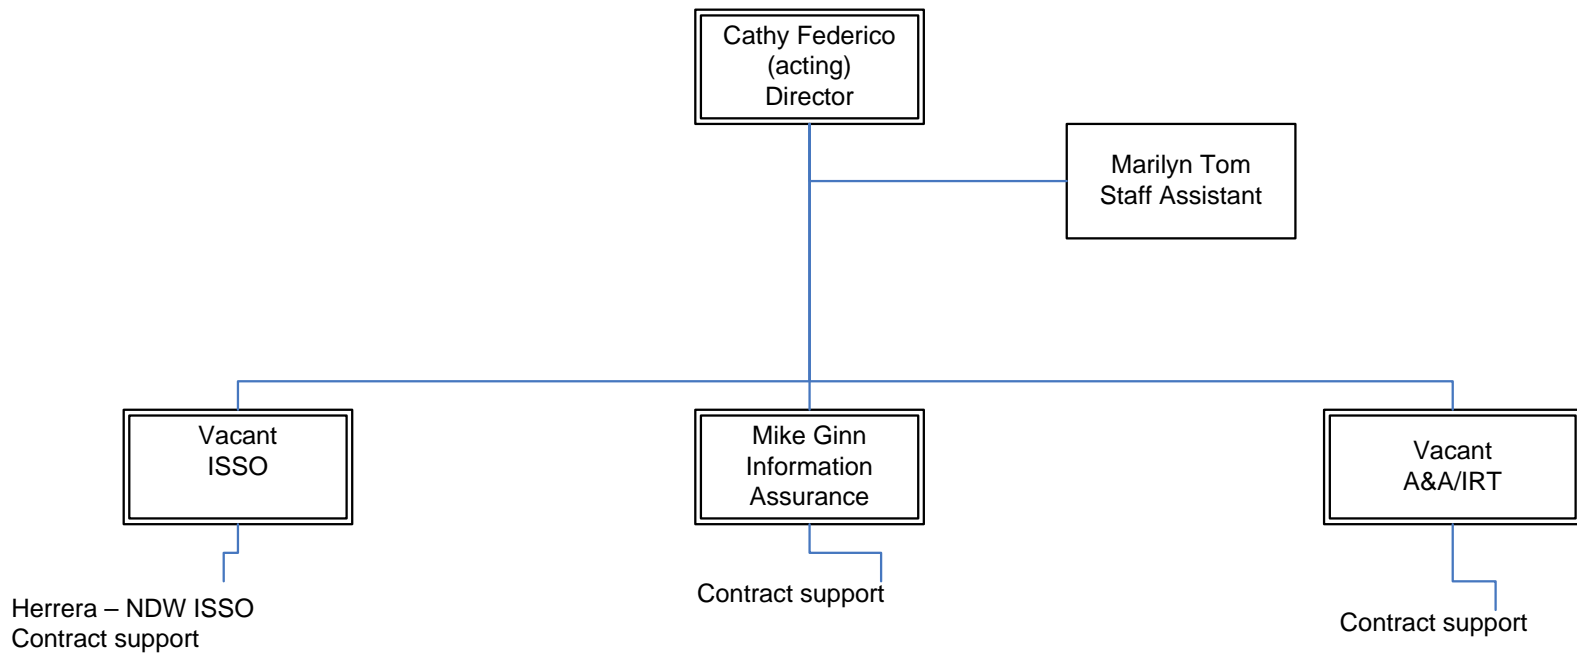 Cathy Federico
(acting)
Director
Marilyn Tom
Staff Assistant
Vacant
ISSO
Mike Ginn
Information
Assurance
Vacant
A&A/IRT
Herrera – NDW ISSO
Contract support
Contract support
Contract support